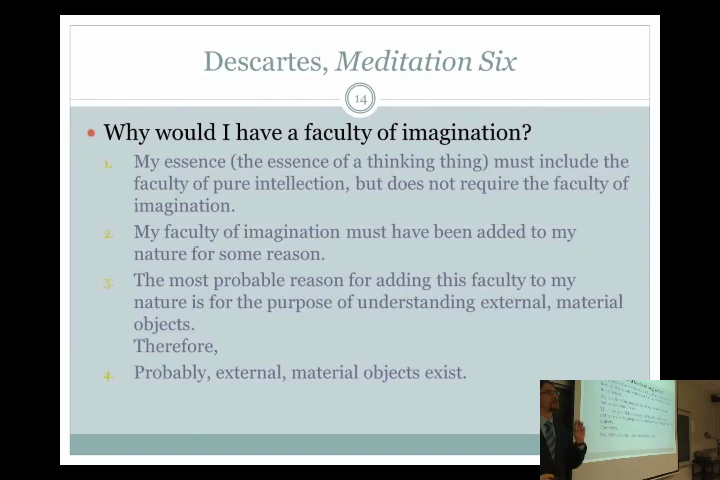 Descartes, Meditation Six
14
Why would I have a faculty of imagination?
1. My essence (the essence of a thinking thing) must include the
faculty of pure intellection, but does not require the faculty of
imagination.
2. My faculty of imagination must have been added to my
nature for some reason.
3. The most probable reason for adding this faculty to my
nature is for the purpose of understanding external, material
objects.
Therefore,
4. Probably, external, material objects exist.